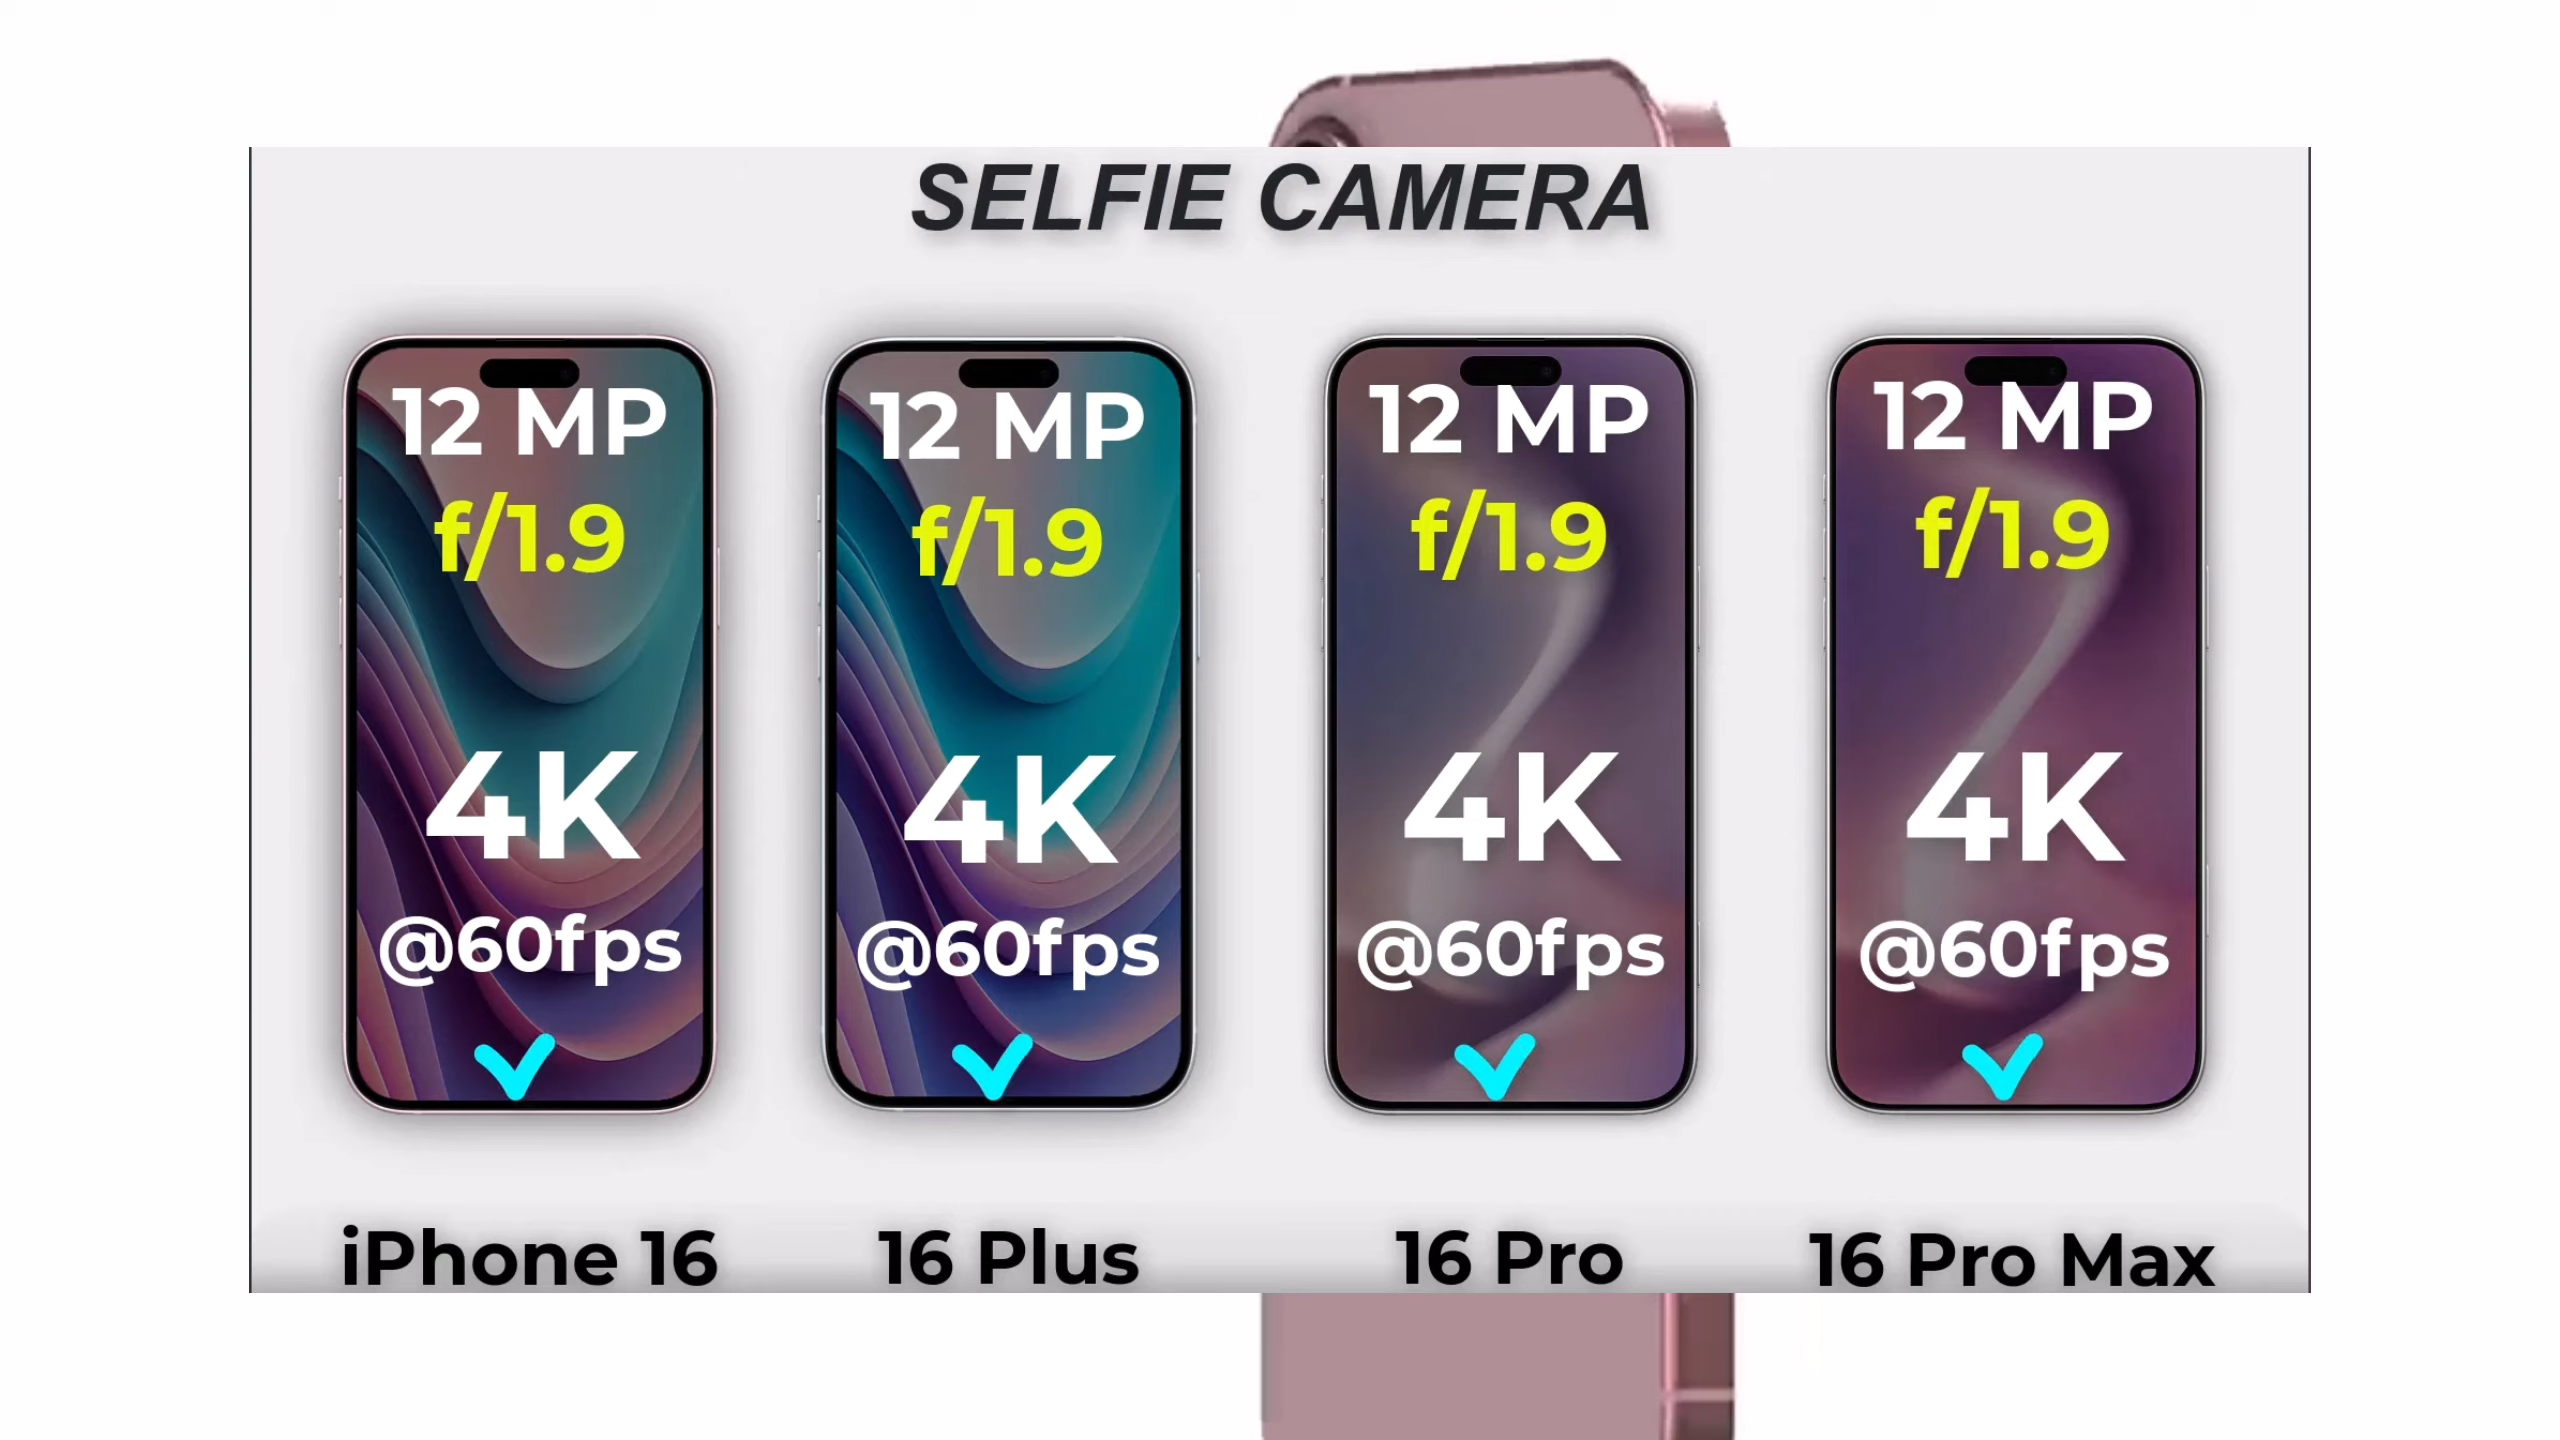 SELFIE CAMERA
12 MP
f/1.9
4K
@60fps
iPhone 16
12 MP
f/1.9
4K
@60fps
16 Plus
12 MP
f/1.9
4K
@60fps
16 Pro
12 MP
f/1.9
4K
@60fps
16 Pro Max